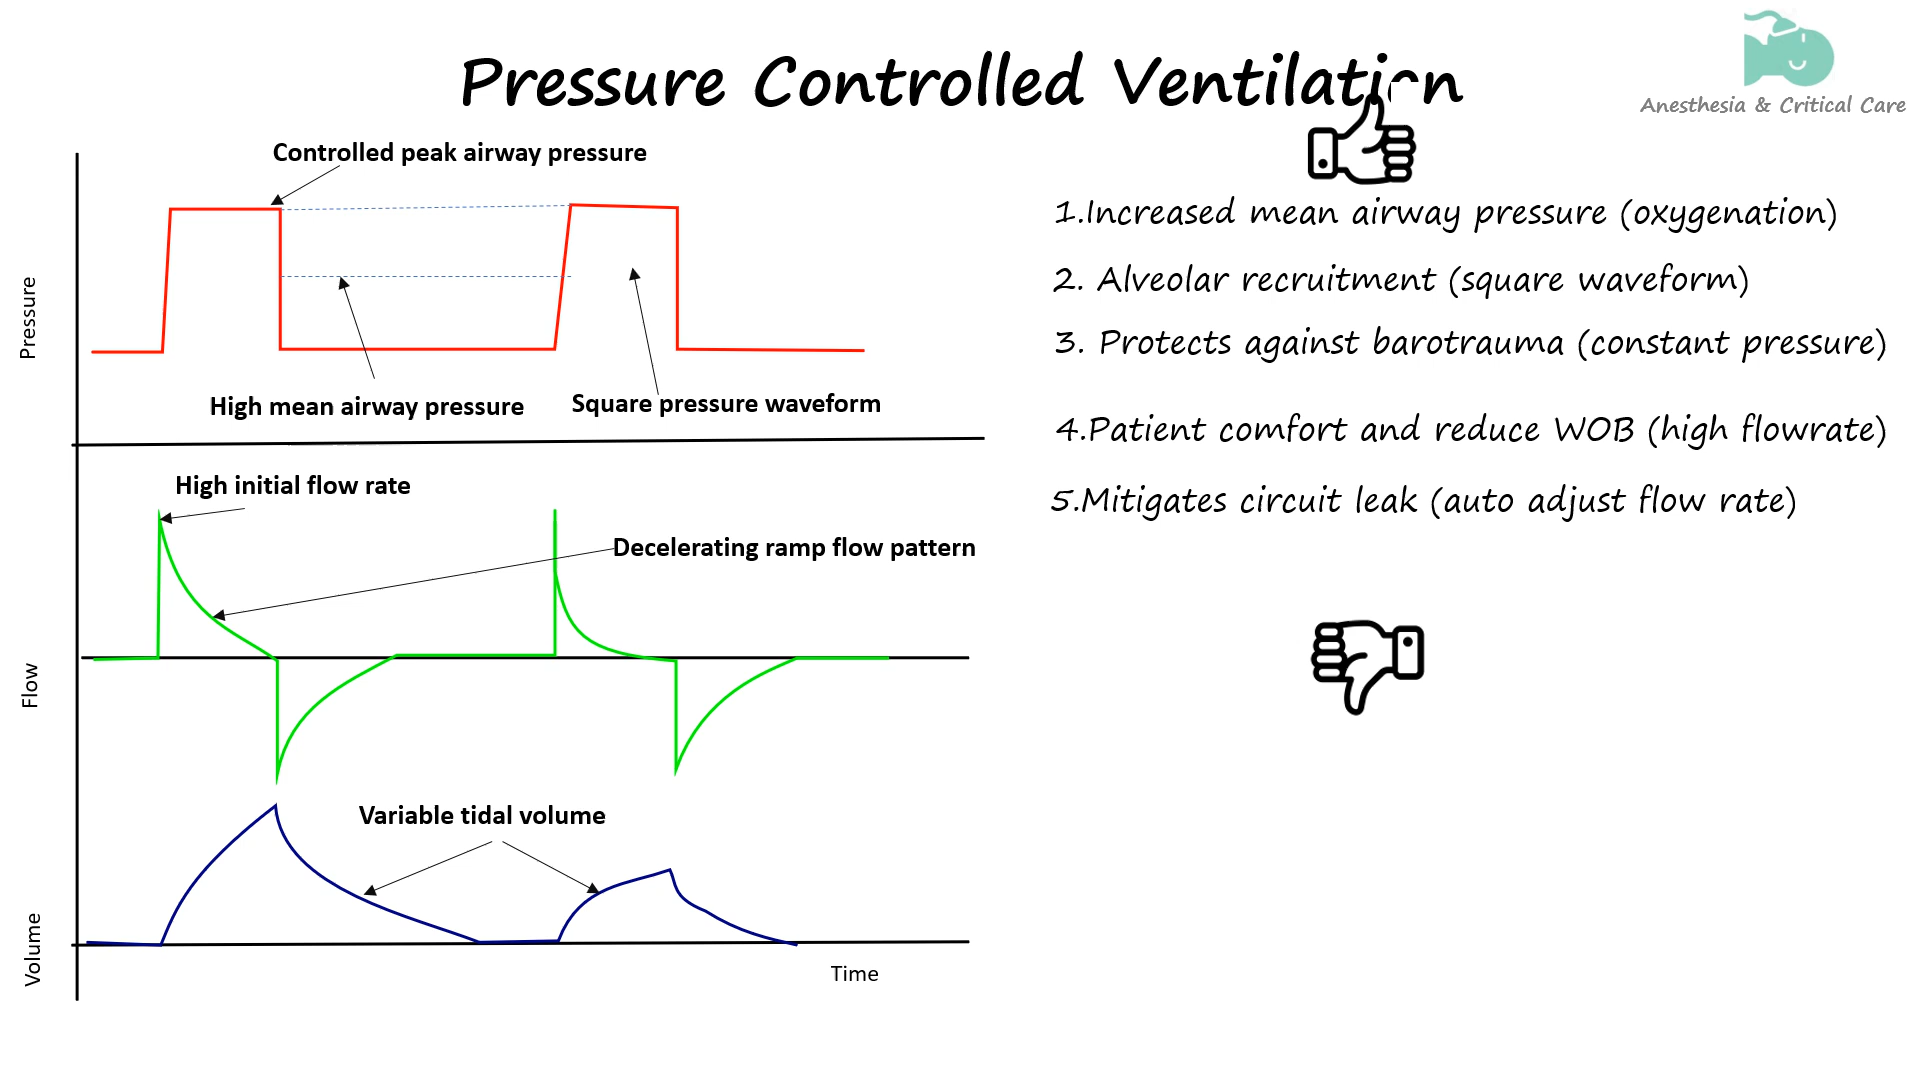 Pressure Controlled Ventilation
Anesthesia & Critical Care
Controlled peak airway pressure
Pressure
High mean airway pressure
Square pressure waveform
High initial flow rate
Decelerating ramp flow pattern
Flow
Variable tidal volume
Volume
Time
1.Increased mean airway pressure (oxygenation)
2. Alveolar recruitment (square waveform)
3. Protects against barotrauma (constant pressure)
4.Patient comfort and reduce WOB (high flowrate)
5.Mitigates circuit leak (auto adjust flow rate)